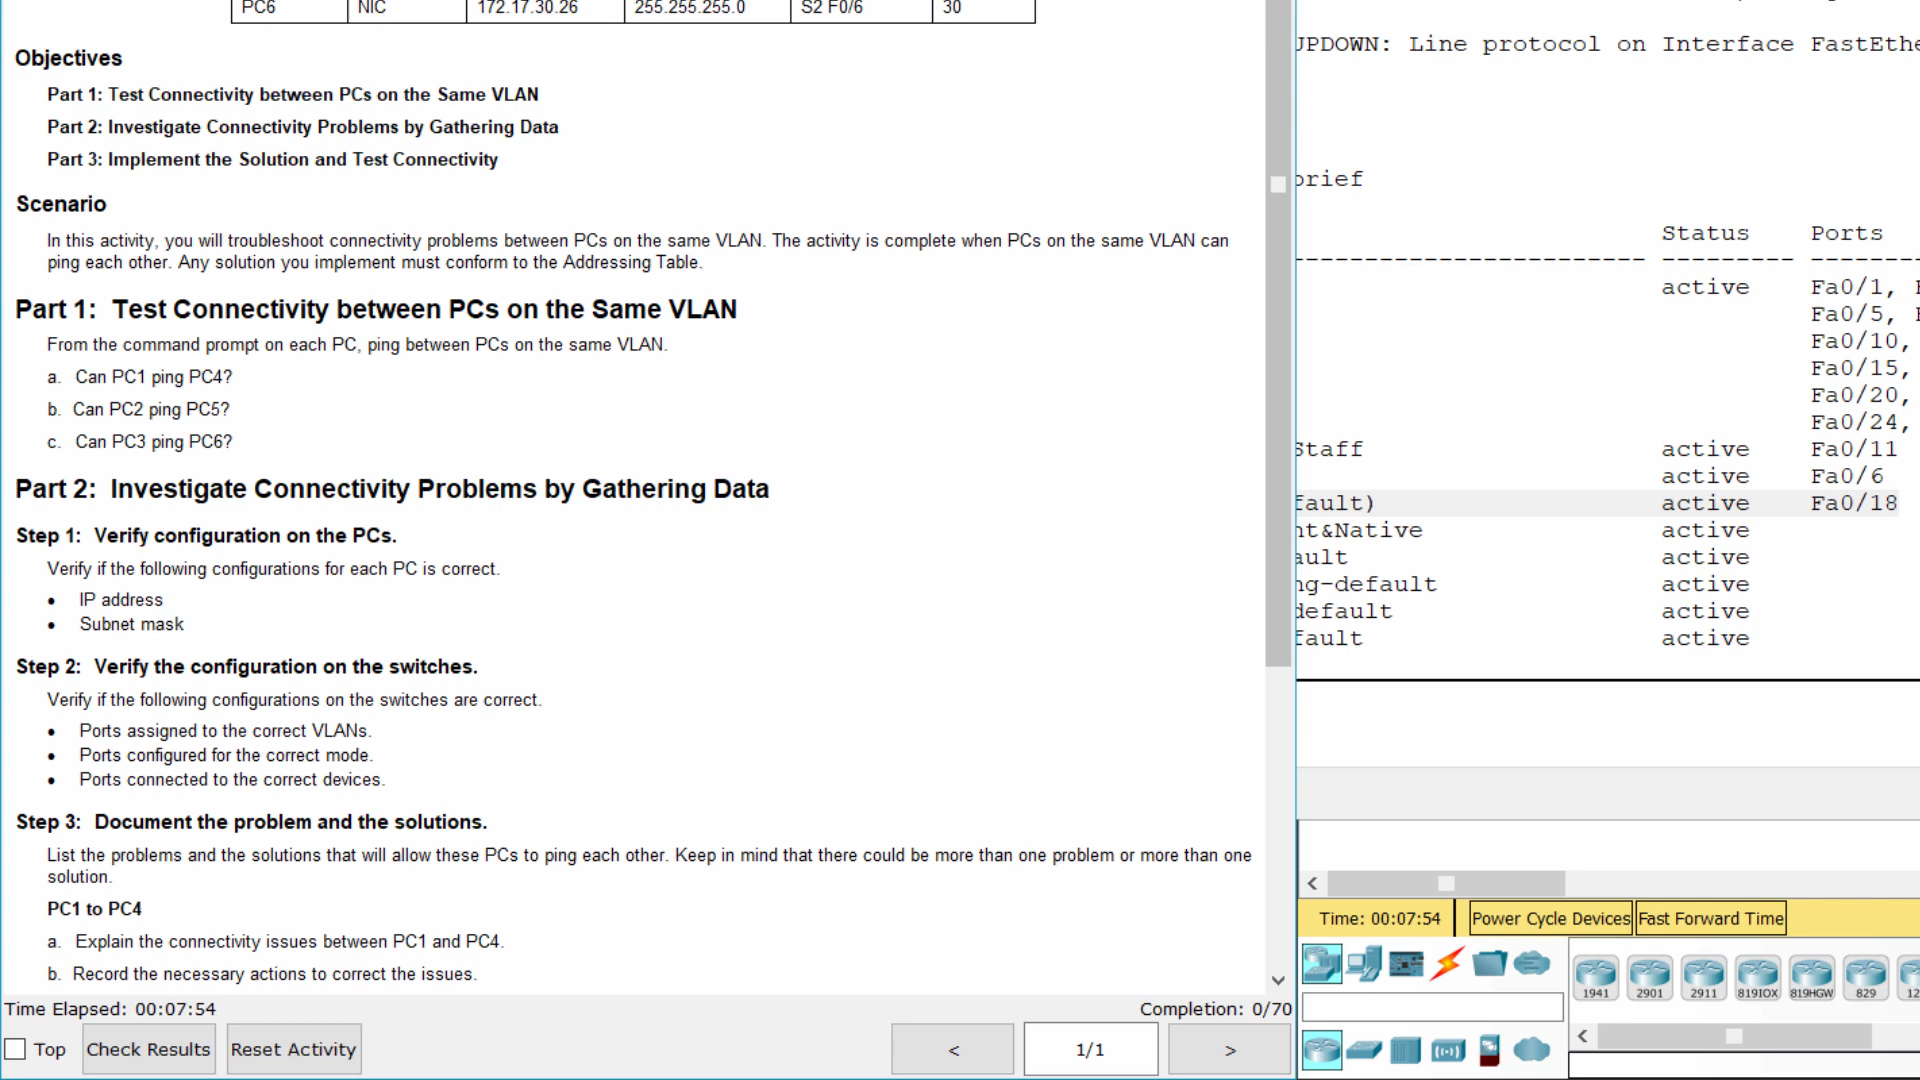 PC6 NIC 172.17.30.26 255.255.255.0 S2 F0/6 30
Objectives
Part 1: Test Connectivity between PCs on the Same VLAN
Part 2: Investigate Connectivity Problems by Gathering Data
Part 3: Implement the Solution and Test Connectivity
Scenario
In this activity, you will troubleshoot connectivity problems between PCs on the same VLAN. The activity is complete when PCs on the same VLAN can
ping each other. Any solution you implement must conform to the Addressing Table.
Part 1: Test Connectivity between PCs on the Same VLAN
From the command prompt on each PC, ping between PCs on the same VLAN.
a. Can PC1 ping PC4?
b. Can PC2 ping PC5?
c. Can PC3 ping PC6?
Part 2: Investigate Connectivity Problems by Gathering Data
Step 1: Verify configuration on the PCs.
Verify if the following configurations for each PC is correct.
• IP address
• Subnet mask
Step 2: Verify the configuration on the switches.
Verify if the following configurations on the switches are correct.
• Ports assigned to the correct VLANs.
• Ports configured for the correct mode.
• Ports connected to the correct devices.
Step 3: Document the problem and the solutions.
List the problems and the solutions that will allow these PCs to ping each other. Keep in mind that there could be more than one problem or more than one
solution.
PC1 to PC4
a. Explain the connectivity issues between PC1 and PC4.
b. Record the necessary actions to correct the issues.
Time Elapsed: 00:07:54 Completion: 0/70
Top Check Results Reset Activity < 1/1 >
UPDOWN: Line protocol on Interface FastEthe
brief
Status Ports
------------------------ --------- -------
active Fa0/1,
Fa0/5,
Fa0/10,
Fa0/15,
Fa0/20,
Fa0/24,
Staff active Fa0/11
active Fa0/6
fault) active Fa0/18
nt&Native active
ault active
ng-default active
default active
fault active
Time: 00:07:54 Power Cycle Devices Fast Forward Time
1941 2901 2911 819IOX 819HGW 829 12